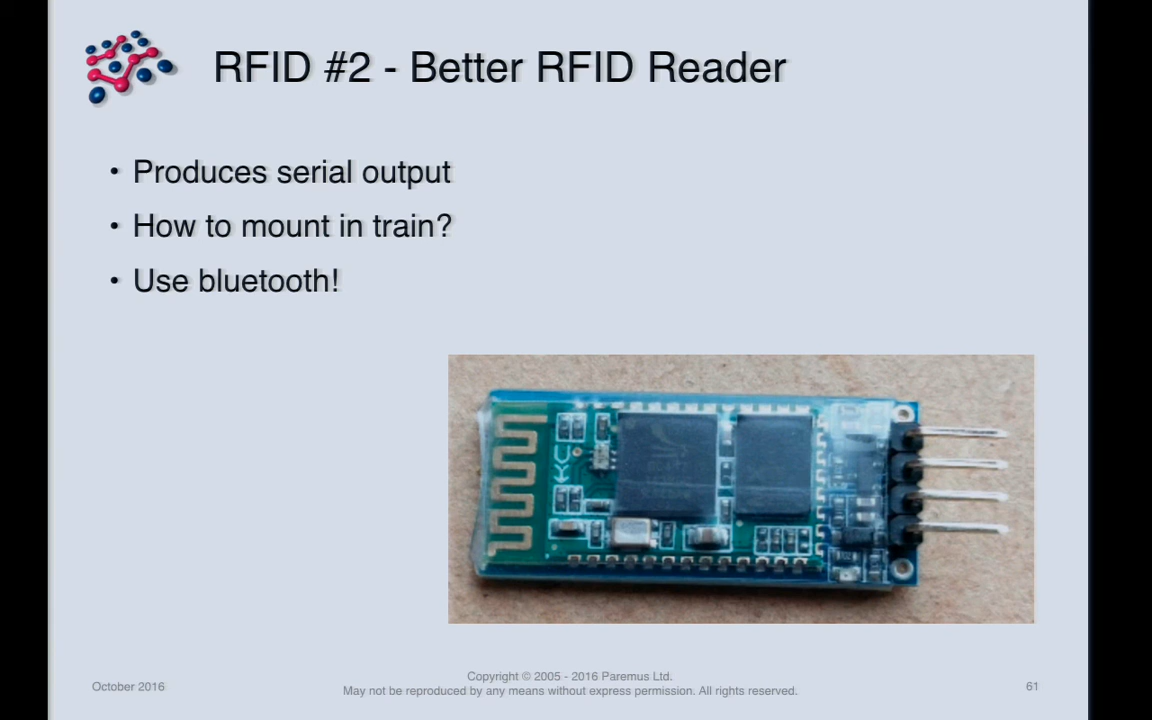 RFID #2 - Better RFID Reader
• Produces serial output
• How to mount in train?
• Use bluetooth!
October 2016
Copyright © 2005 - 2016 Paremus Ltd.
May not be reproduced by any means without express permission. All rights reserved.
61